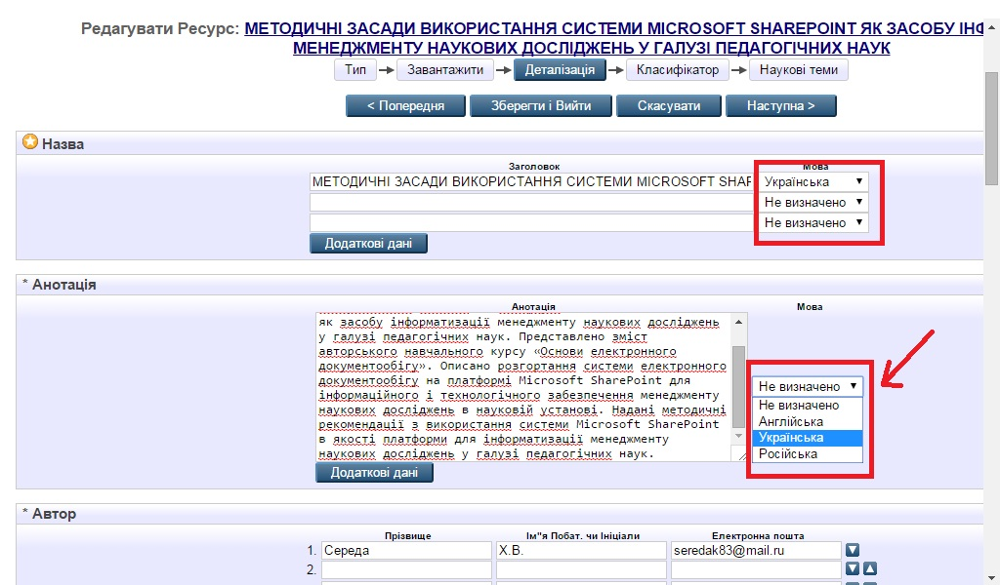 Редагувати Ресурс: МЕТОДИЧНІ ЗАСАДИ ВИКОРИСТАННЯ СИСТЕМИ MICROSOFT SHAREPOINT ЯК ЗАСОБУ ІНФ
МЕНЕДЖМЕНТУ НАУКОВИХ ДОСЛІДЖЕНЬ У ГАЛУЗІ ПЕДАГОГІЧНИХ НАУК
Тип Завантажити Деталізація Класифікатор Наукові теми
< Попередня Зберегти і Вийти Скасувати Наступна >
Назва
Заголовок Мова
МЕТОДИЧНІ ЗАСАДИ ВИКОРИСТАННЯ СИСТЕМИ MICROSOFT SHAR Українська
Не визначено
Не визначено
Додаткові дані
* Анотація
Анотація Мова
як засобу інформатизації менеджменту наукових досліджень
у галузі педагогічних наук. Представлено зміст
авторського навчального курсу «Основи електронного
документообігу». Описано розгортання системи електронного
документообігу на платформі Microsoft SharePoint для
інформаційного і технологічного забезпечення менеджменту
наукових досліджень в науковій установі. Надані методичні
рекомендації з використання системи Microsoft SharePoint
в якості платформи для інформатизації менеджменту
наукових досліджень у галузі педагогічних наук.
Не визначено
Не визначено
Англійська
Українська
Російська
Додаткові дані
* Автор
Прізвище Ім"я Побат. чи Ініціали Електронна пошта
1. Середа Х.В. seredak83@mail.ru
2.